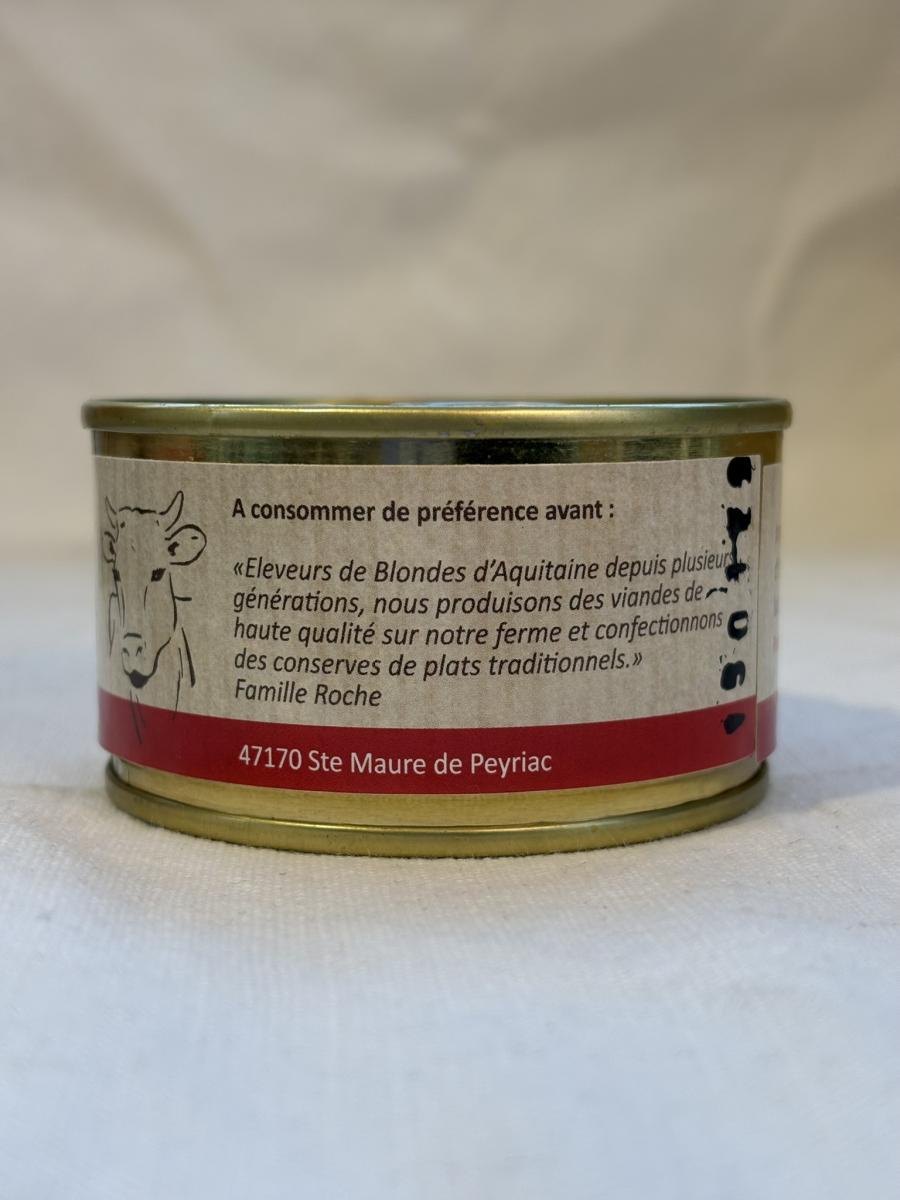 A consommer de préférence avant :
«Eleveurs de Blondes d'Aquitaine depuis plusieurs
générations, nous produisons des viandes de
haute qualité sur notre ferme et confectionnons
des conserves de plats traditionnels.»
Famille Roche
47170 Ste Maure de Peyriac